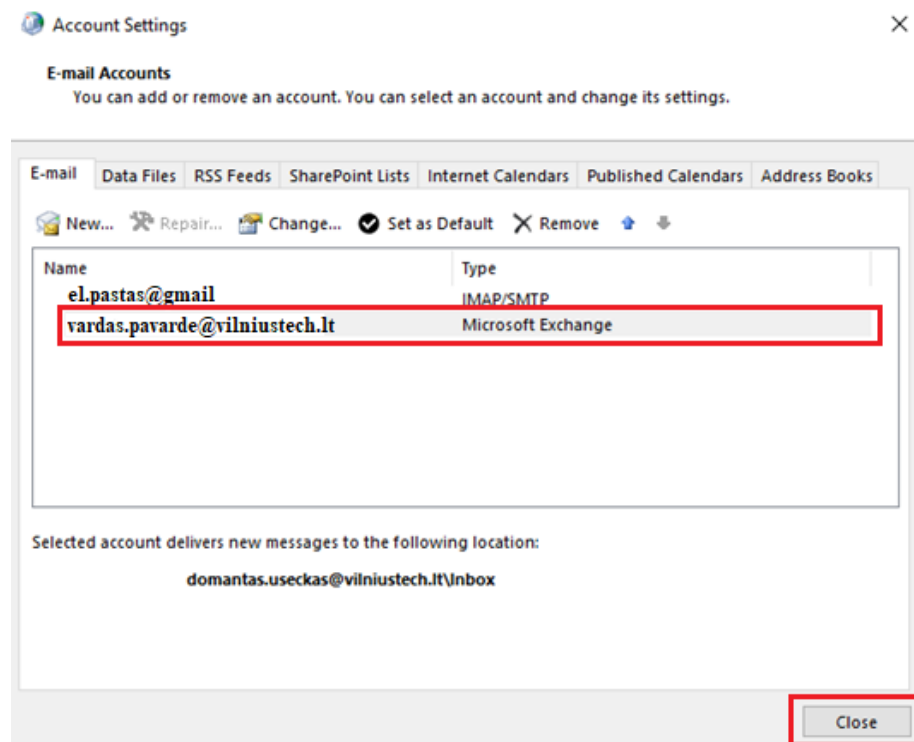 Account Settings
E-mail Accounts
You can add or remove an account. You can select an account and change its settings.
E-mail Data Files RSS Feeds SharePoint Lists Internet Calendars Published Calendars Address Books
New... Repair... Change... Set as Default Remove
Name Type
el.pastas@gmail IMAP/SMTP
vardas.pavarde@vilniustech.lt Microsoft Exchange
Selected account delivers new messages to the following location:
domantas.useckas@vilniustech.lt\Inbox
Close